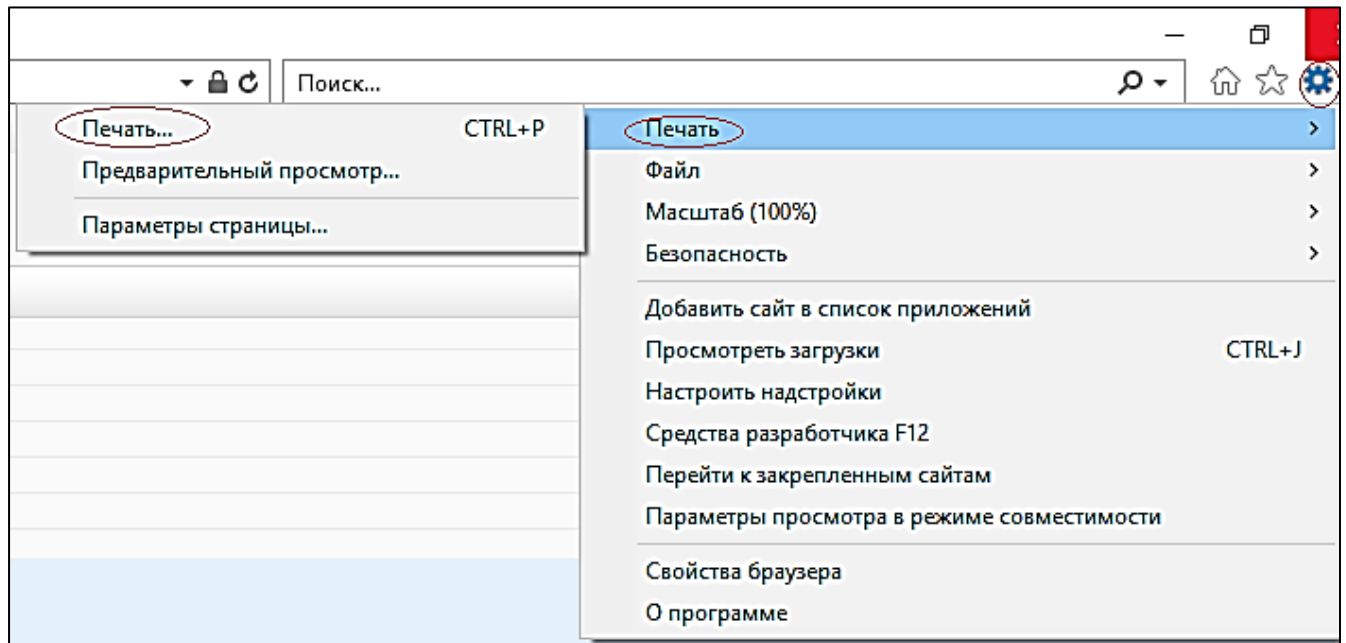 Поиск...
Печать... CTRL+P
Предварительный просмотр...
Параметры страницы...
Печать
Файл
Масштаб (100%)
Безопасность
Добавить сайт в список приложений
Просмотреть загрузки CTRL+J
Настроить надстройки
Средства разработчика F12
Перейти к закрепленным сайтам
Параметры просмотра в режиме совместимости
Свойства браузера
О программе